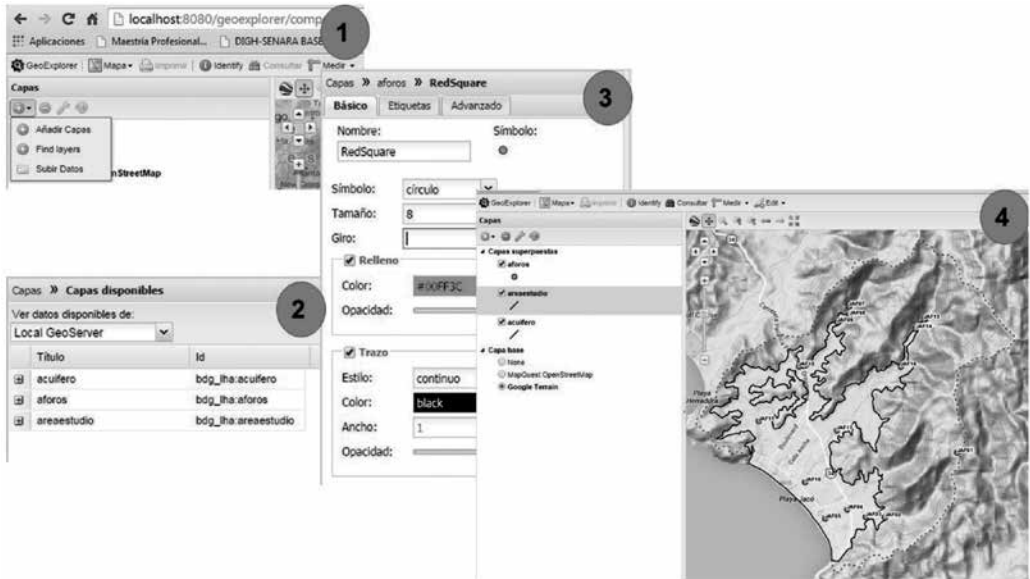 localhost:8080/geoexplorer/comp
Aplicaciones Maestría Profesional... DIGH-SENARA BASE
1
GeoExplorer Mapa Imprimir Identify Consultar Medir
Capas
Añadir Capas
Find layers
Subir Datos
nStreetMap
Capas » Capas disponibles
2
Ver datos disponibles de:
Local GeoServer
Título Id
acuifero bdg_lha:acuifero
aforos bdg_lha:aforos
areaestudio bdg_lha:areaestudio
Capas » aforos » RedSquare
3
Básico Etiquetas Avanzado
Nombre: Símbolo:
RedSquare
Símbolo: círculo
Tamaño: 8
Giro:
Relleno
Color: #00FF3C
Opacidad:
Trazo
Estilo: continuo
Color: black
Ancho: 1
Opacidad:
GeoExplorer Mapa Imprimir Identify Consultar Medir Edit
4
Capas
Capas superpuestas
aforos
areaestudio
acuifero
Capa base
None
MapQuest OpenStreetMap
Google Terrain
Playa Herradura
Playa Jacó